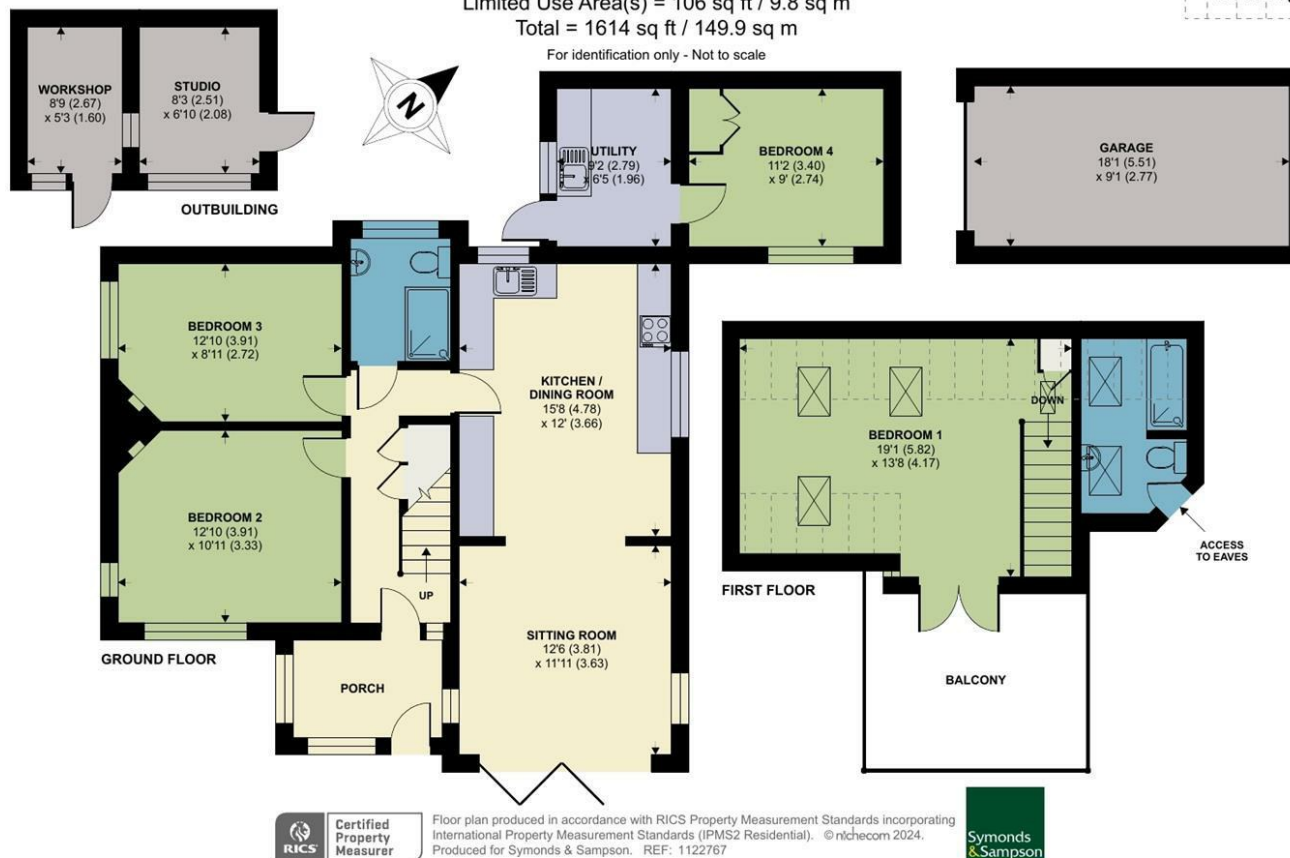 Limited Use Area(s) = 106 sq ft / 9.8 sq m
Total = 1614 sq ft / 149.9 sq m
For identification only - Not to scale
WORKSHOP
8'9 (2.67)
x 5'3 (1.60)
STUDIO
8'3 (2.51)
x 6'10 (2.08)
OUTBUILDING
N
UTILITY
9'2 (2.79)
x 6'5 (1.96)
BEDROOM 4
11'2 (3.40)
x 9' (2.74)
GARAGE
18'1 (5.51)
x 9'1 (2.77)
BEDROOM 3
12'10 (3.91)
x 8'11 (2.72)
KITCHEN /
DINING ROOM
15'8 (4.78)
x 12' (3.66)
BEDROOM 2
12'10 (3.91)
x 10'11 (3.33)
UP
GROUND FLOOR
PORCH
SITTING ROOM
12'6 (3.81)
x 11'11 (3.63)
DOWN
BEDROOM 1
19'1 (5.82)
x 13'8 (4.17)
ACCESS
TO EAVES
FIRST FLOOR
BALCONY
RICS
Certified
Property
Measurer
Floor plan produced in accordance with RICS Property Measurement Standards incorporating
International Property Measurement Standards (IPMS2 Residential). © nichecom 2024.
Produced for Symonds & Sampson. REF: 1122767
Symonds
&Sampson